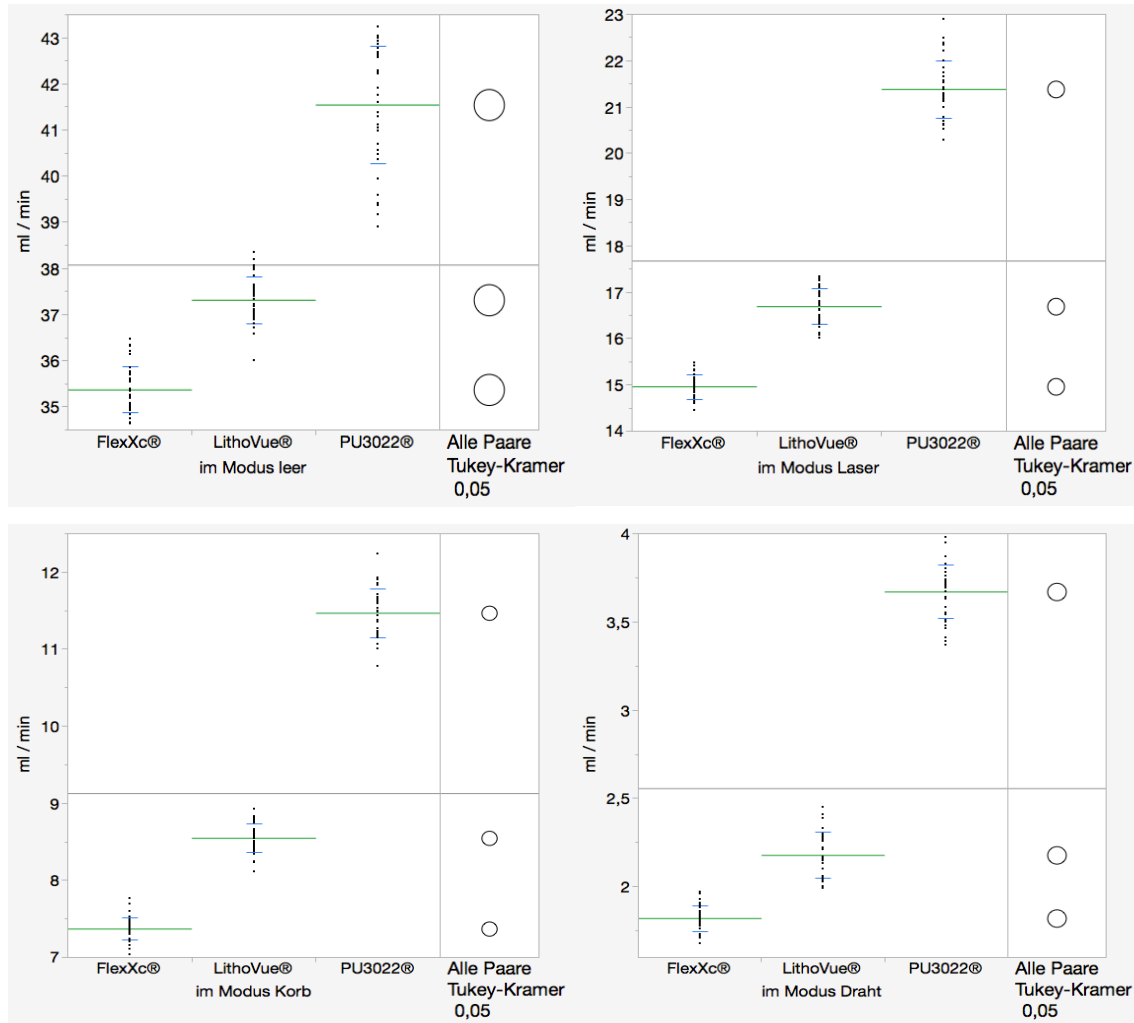 ml / min
43
42
41
40
39
38
37
36
35
FlexXc® LithoVue® PU3022®
im Modus leer
Alle Paare
Tukey-Kramer
0,05
ml / min
23
22
21
20
19
18
17
16
15
14
FlexXc® LithoVue® PU3022®
im Modus Laser
Alle Paare
Tukey-Kramer
0,05
ml / min
12
11
10
9
8
7
FlexXc® LithoVue® PU3022®
im Modus Korb
Alle Paare
Tukey-Kramer
0,05
ml / min
4
3,5
3
2,5
2
FlexXc® LithoVue® PU3022®
im Modus Draht
Alle Paare
Tukey-Kramer
0,05